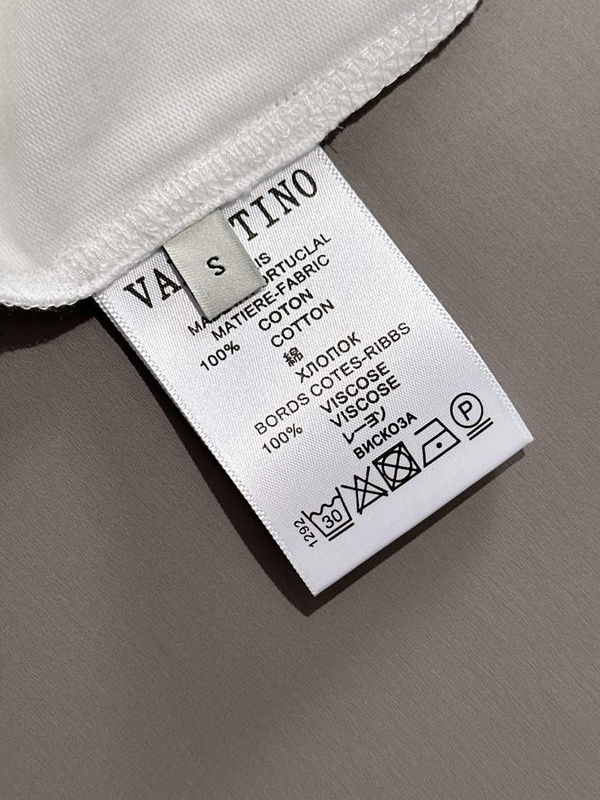 VA TINO
S
IS
MA ORTUCLAL
MATIERE-FABRIC
100% COTON
COTTON
綿
ХЛОПОК
BORDS COTES-RIBBS
100% VISCOSE
VISCOSE
レーヨン
ВИСКОЗА
30
P
1292